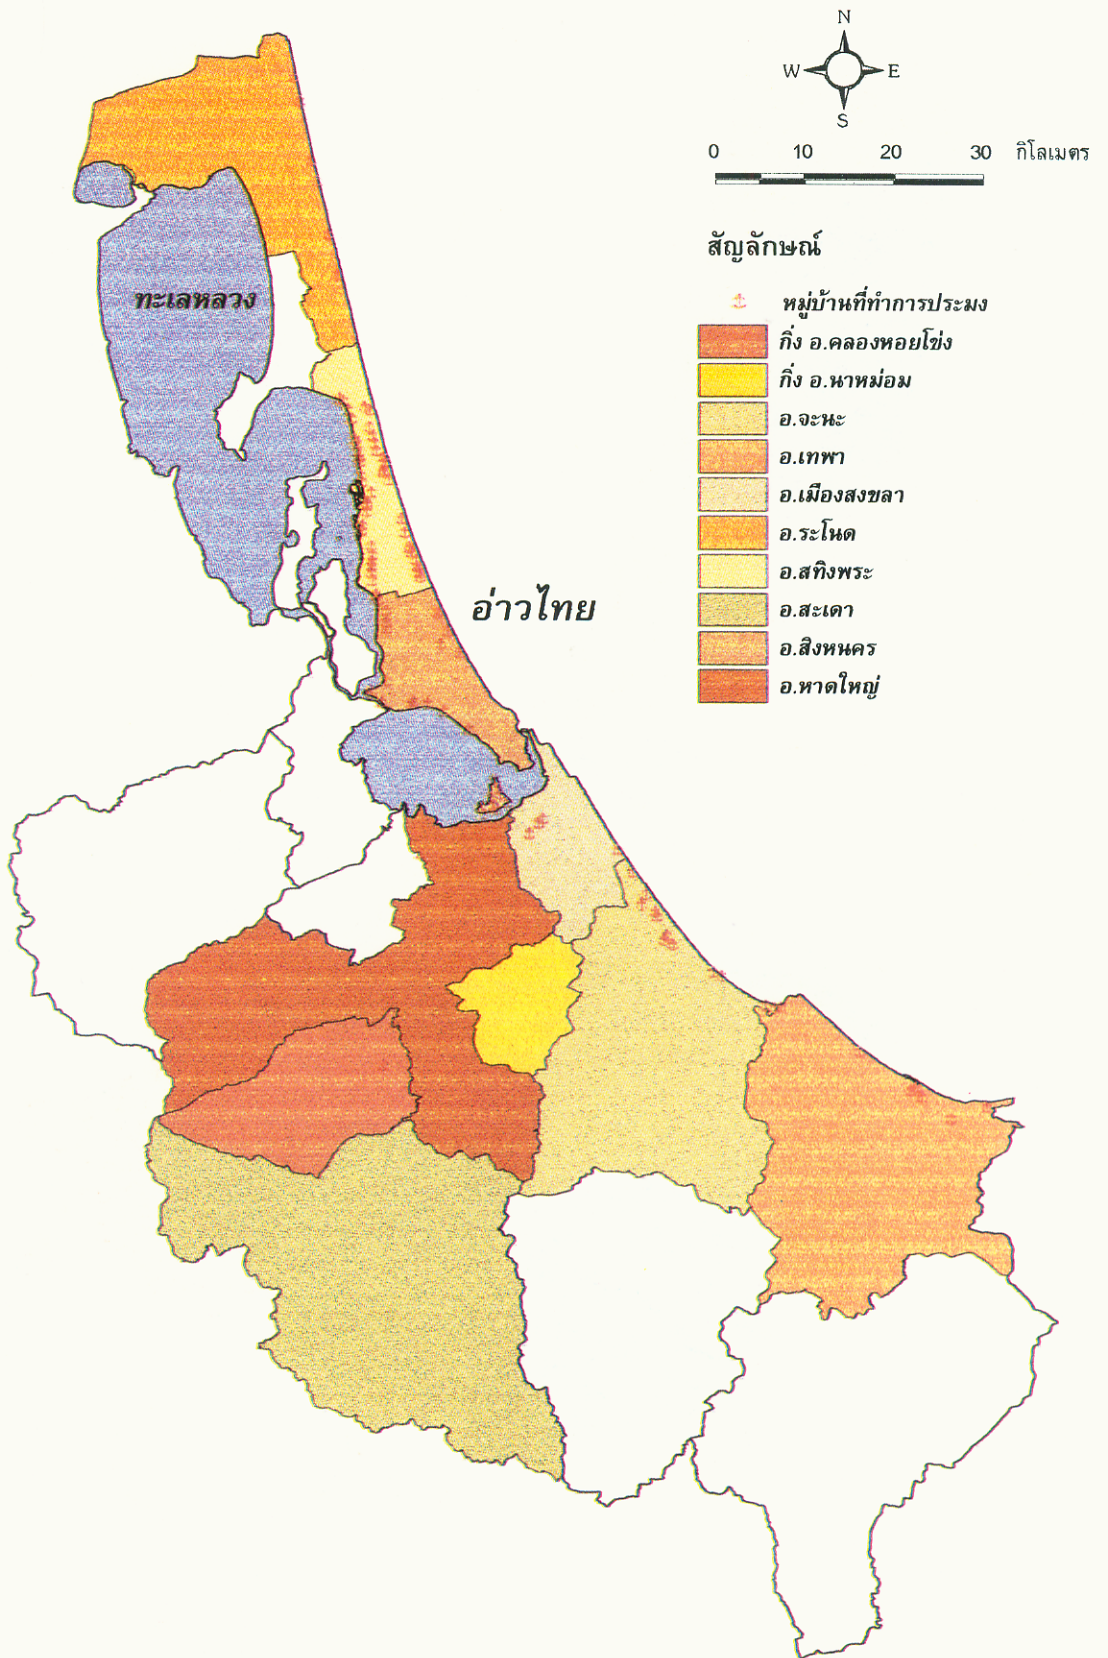 N
W E
S
0 10 20 30 กิโลเมตร
สัญลักษณ์
หมู่บ้านที่ทำการประมง
กิ่ง อ.คลองหอยโข่ง
กิ่ง อ.นาหม่อม
อ.จะนะ
อ.เทพา
อ.เมืองสงขลา
อ.ระโนด
อ.สทิงพระ
อ.สะเดา
อ.สิงหนคร
อ.หาดใหญ่
ทะเลหลวง
อ่าวไทย